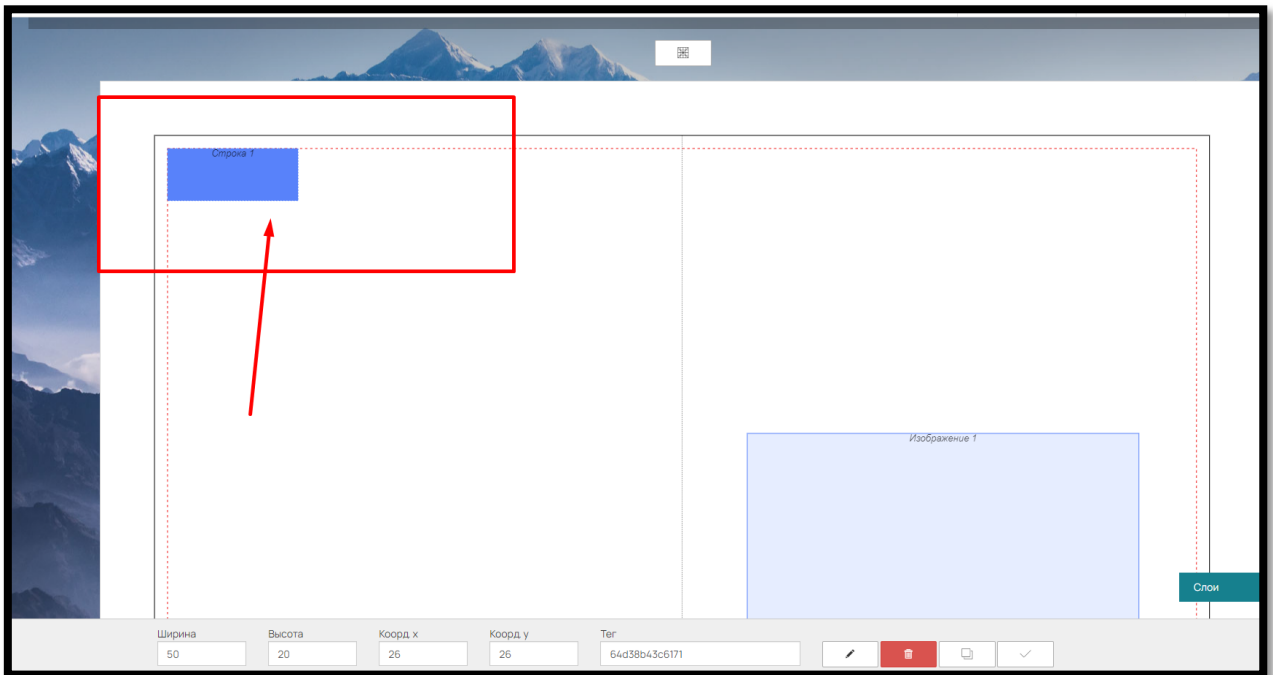 Строка 1
Изображение 1
Слои
Ширина Высота Коорд. x Коорд. y Тег
50 20 26 26 64d38b43c6171